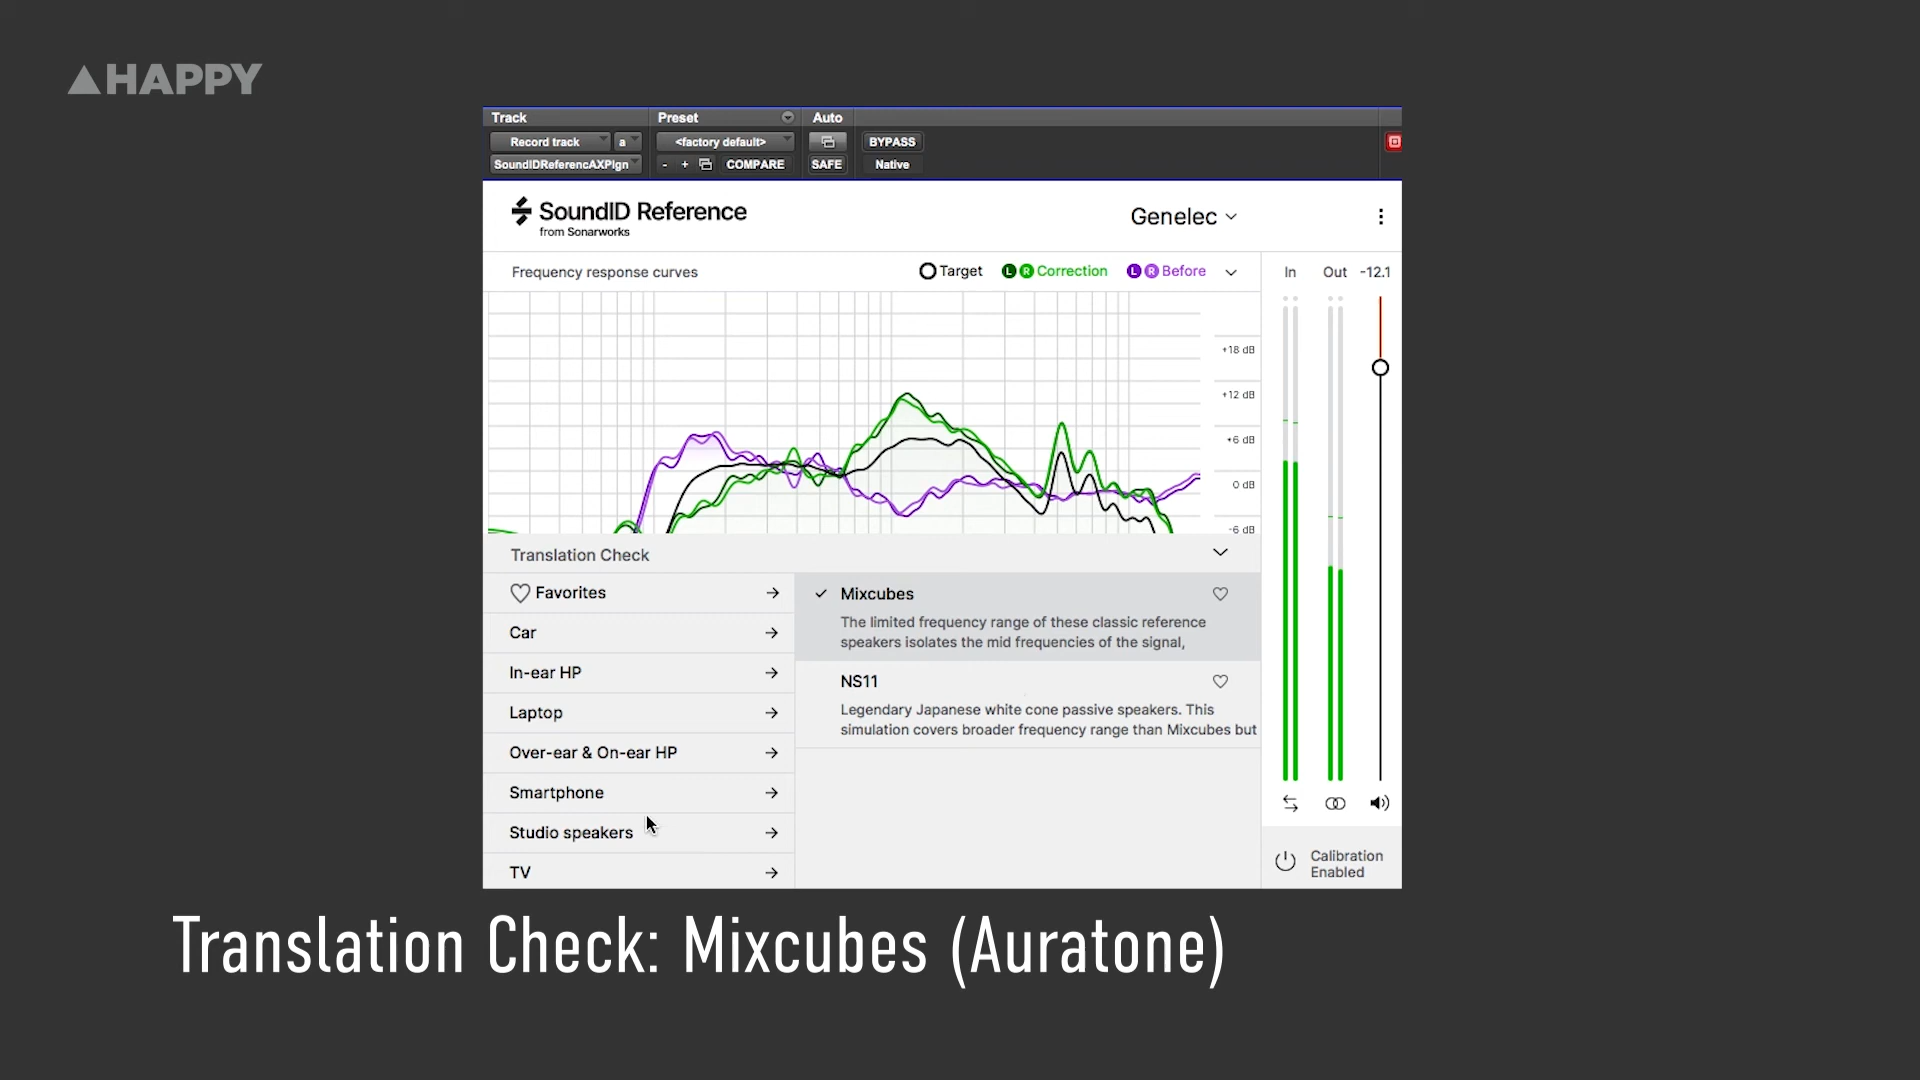 HAPPY
Track
Preset
Auto
Record track
a
<factory default>
BYPASS
SoundIDReferencAXPlgn
- + COMPARE
SAFE
Native
SoundID Reference
from Sonarworks
Genelec
Frequency response curves
Target
L R Correction
L R Before
In Out -12.1
+18 dB
+12 dB
+6 dB
0 dB
-6 dB
Translation Check
Favorites
Car
In-ear HP
Laptop
Over-ear & On-ear HP
Smartphone
Studio speakers
TV
Mixcubes
The limited frequency range of these classic reference
speakers isolates the mid frequencies of the signal,
NS11
Legendary Japanese white cone passive speakers. This
simulation covers broader frequency range than Mixcubes but
Calibration
Enabled
Translation Check: Mixcubes (Auratone)